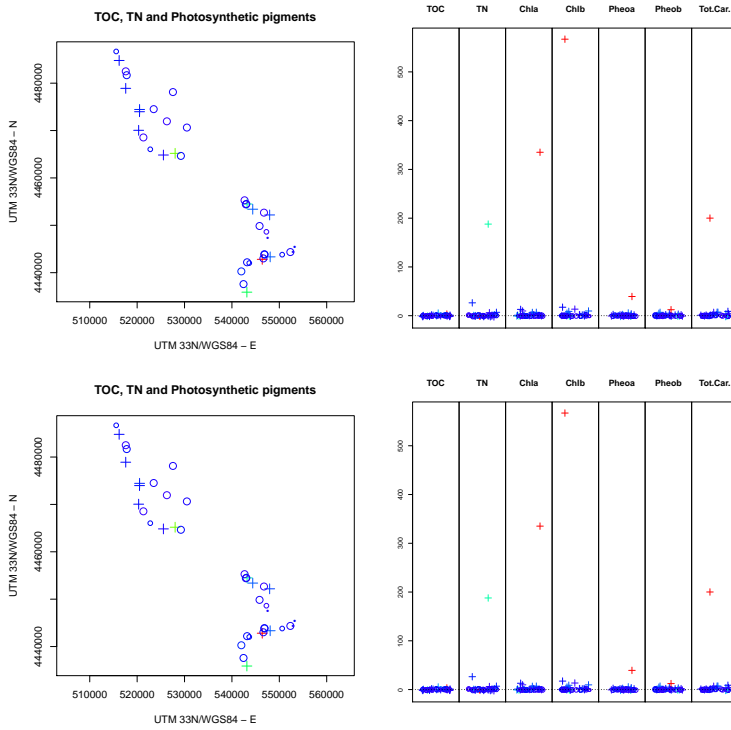 TOC, TN and Photosynthetic pigments
UTM 33N/WGS84 – N
4440000
4460000
4480000
510000 520000 530000 540000 550000 560000
UTM 33N/WGS84 – E
TOC TN Chla Chlb Pheoa Pheob Tot.Car.
500
400
300
200
100
0
TOC, TN and Photosynthetic pigments
UTM 33N/WGS84 – N
4440000
4460000
4480000
510000 520000 530000 540000 550000 560000
UTM 33N/WGS84 – E
TOC TN Chla Chlb Pheoa Pheob Tot.Car.
500
400
300
200
100
0